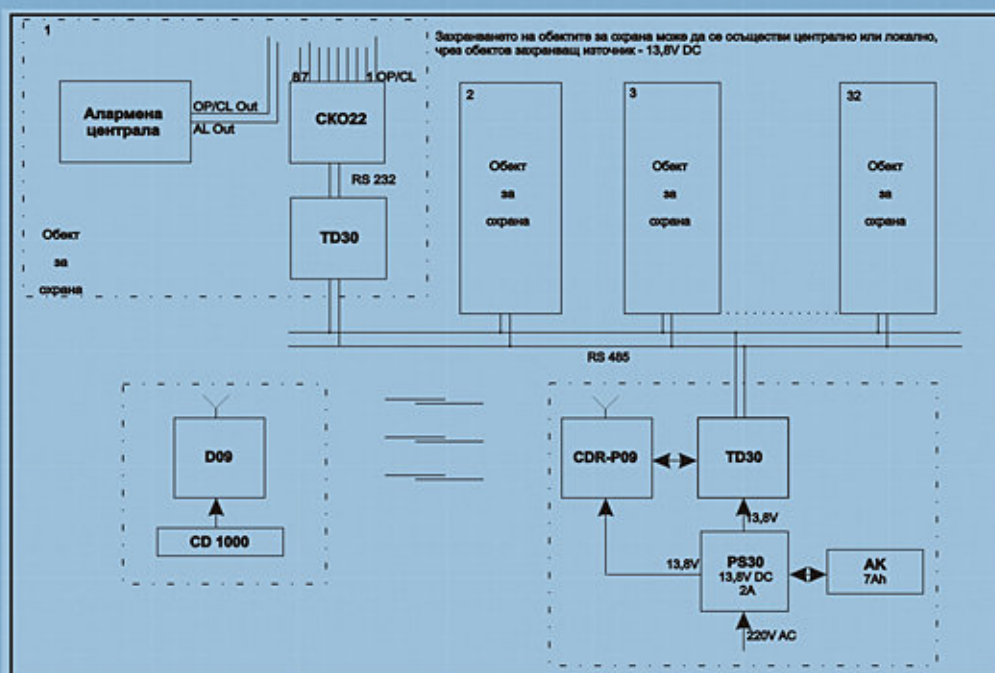 1
Захранването на обектите за охрана може да се осъществи централно или локално,
чрез обектов захранващ източник - 13,8V DC
87
1 OP/CL
Алармена
централа
OP/CL Out
AL Out
СКО22
RS 232
TD30
Обект
за
охрана
2
Обект
за
охрана
3
Обект
за
охрана
32
Обект
за
охрана
RS 485
D09
CD 1000
CDR-P09
TD30
13,8V
13,8V
PS30
13,8V DC
2A
АК
7Ah
220V AC